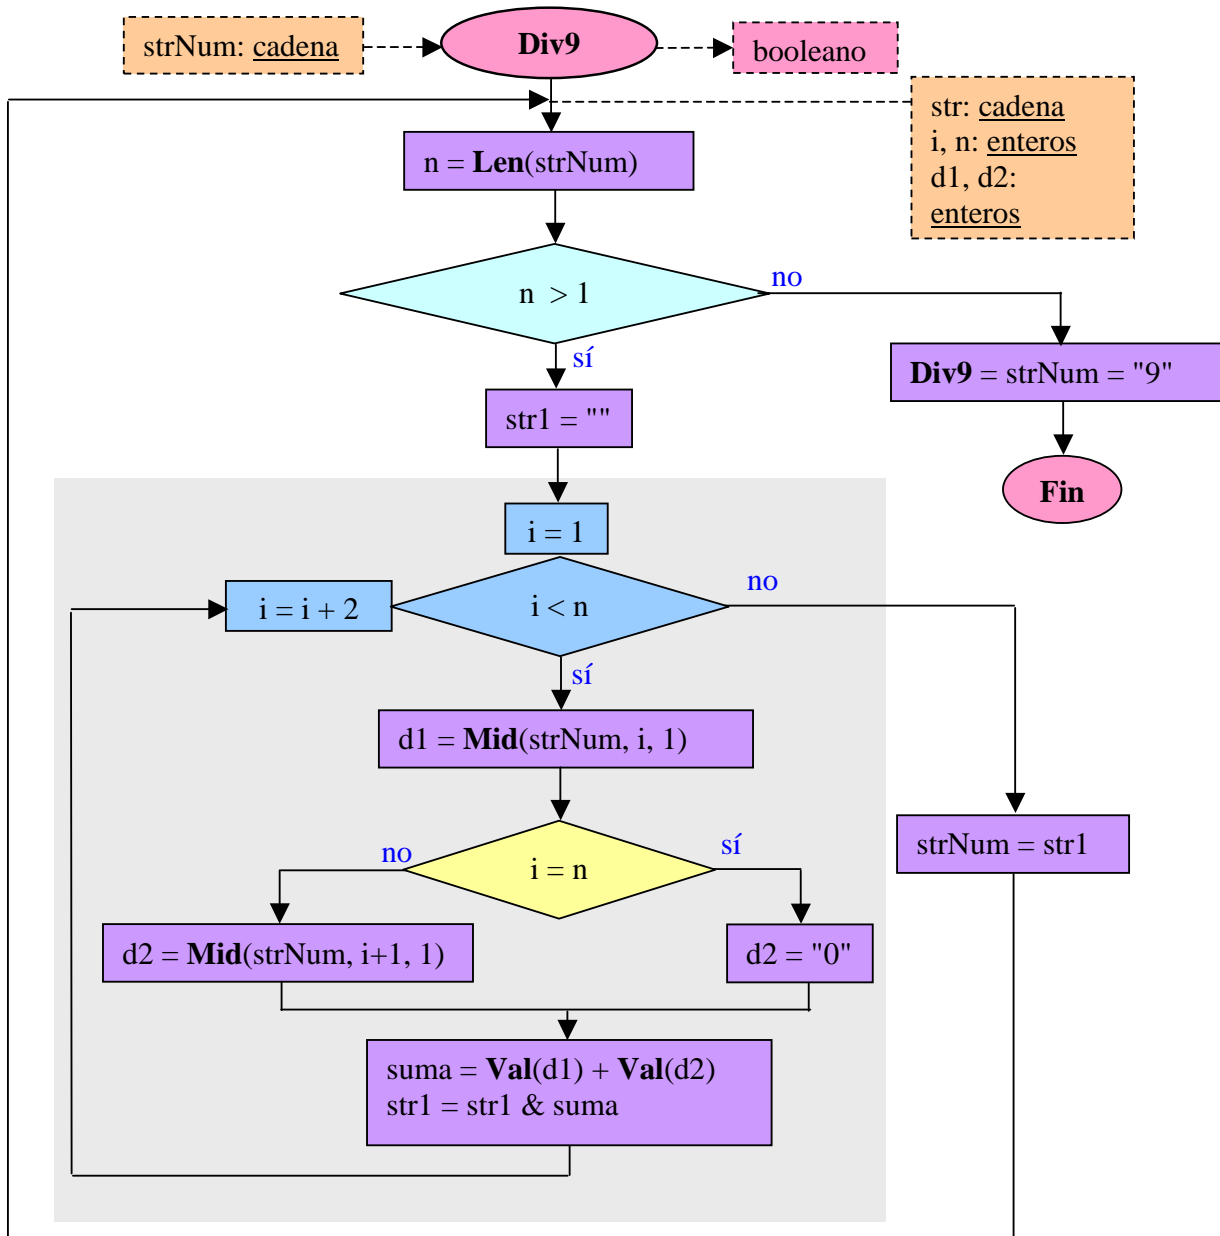 strNum: cadena
Div9
booleano
str: cadena
i, n: enteros
d1, d2:
enteros
n = Len(strNum)
n > 1
no
sí
Div9 = strNum = "9"
str1 = ""
Fin
i = 1
i = i + 2
i < n
no
sí
d1 = Mid(strNum, i, 1)
no
i = n
sí
strNum = str1
d2 = Mid(strNum, i+1, 1)
d2 = "0"
suma = Val(d1) + Val(d2)
str1 = str1 & suma